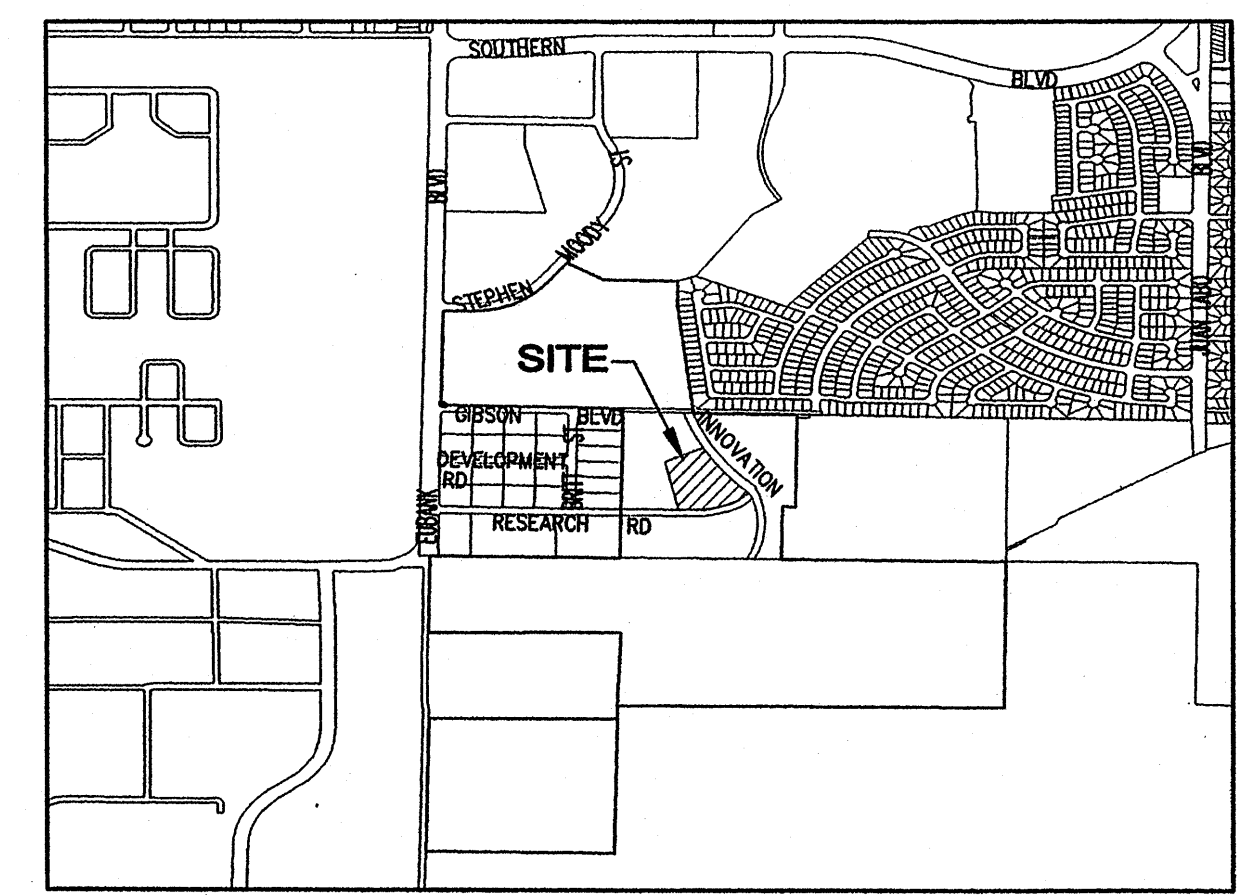 SOUTHERN
BLVD
ST
BLVD
BLVD
MOODY
STEPHEN
JUAN TABO
SITE
GIBSON
BLVD
INNOVATION
ST
DEVELOPMENT
RD
BRITT
EUBANK
RESEARCH
RD